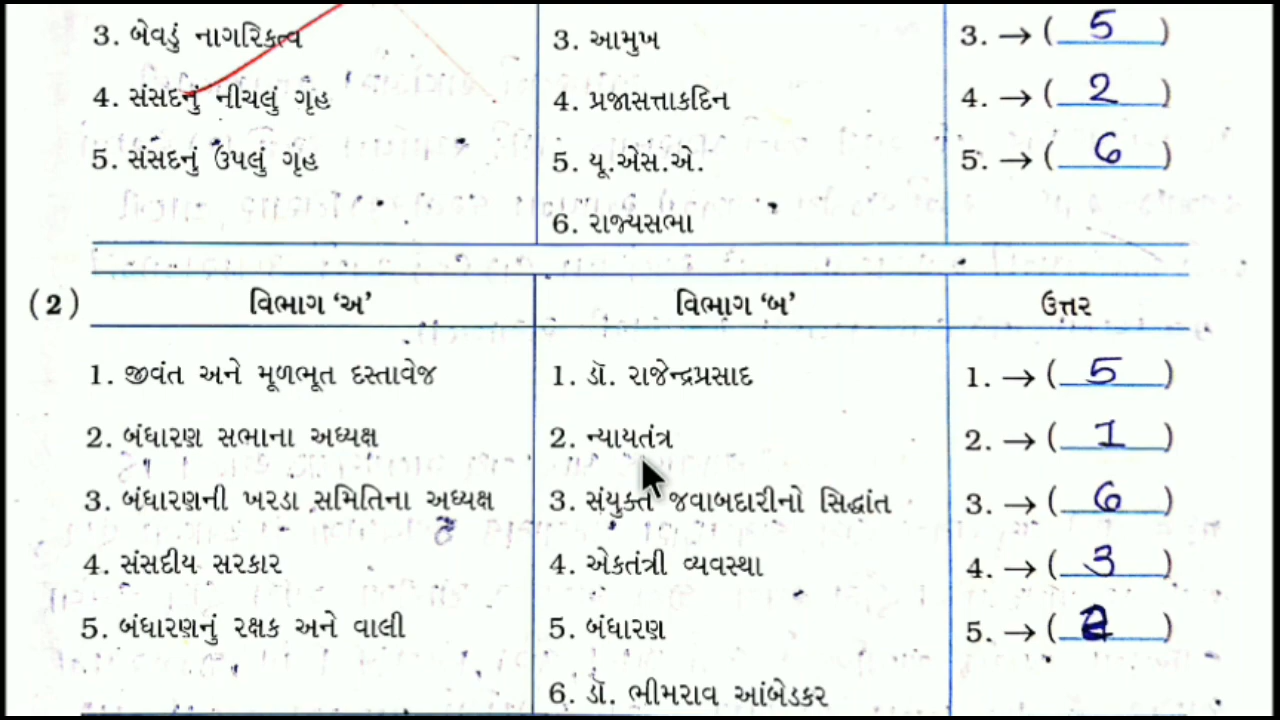 3. બેવડું નાગરિકત્વ 3. આમુખ 3. → ( 5 )
4. સંસદનું નીચલું ગૃહ 4. પ્રજાસત્તાકદિન 4. → ( 2 )
5. સંસદનું ઉપલું ગૃહ 5. યૂ.એસ.એ. 5. → ( 6 )
6. રાજ્યસભા
(2) વિભાગ ‘અ’ વિભાગ ‘બ’ ઉત્તર
1. જીવંત અને મૂળભૂત દસ્તાવેજ 1. ડૉ. રાજેન્દ્રપ્રસાદ 1. → ( 5 )
2. બંધારણ સભાના અધ્યક્ષ 2. ન્યાયતંત્ર 2. → ( 1 )
3. બંધારણની ખરડા સમિતિના અધ્યક્ષ 3. સંયુક્ત જવાબદારીનો સિદ્ધાંત 3. → ( 6 )
4. સંસદીય સરકાર 4. એકતંત્રી વ્યવસ્થા 4. → ( 3 )
5. બંધારણનું રક્ષક અને વાલી 5. બંધારણ 5. → ( 2 )
6. ડૉ. ભીમરાવ આંબેડકર